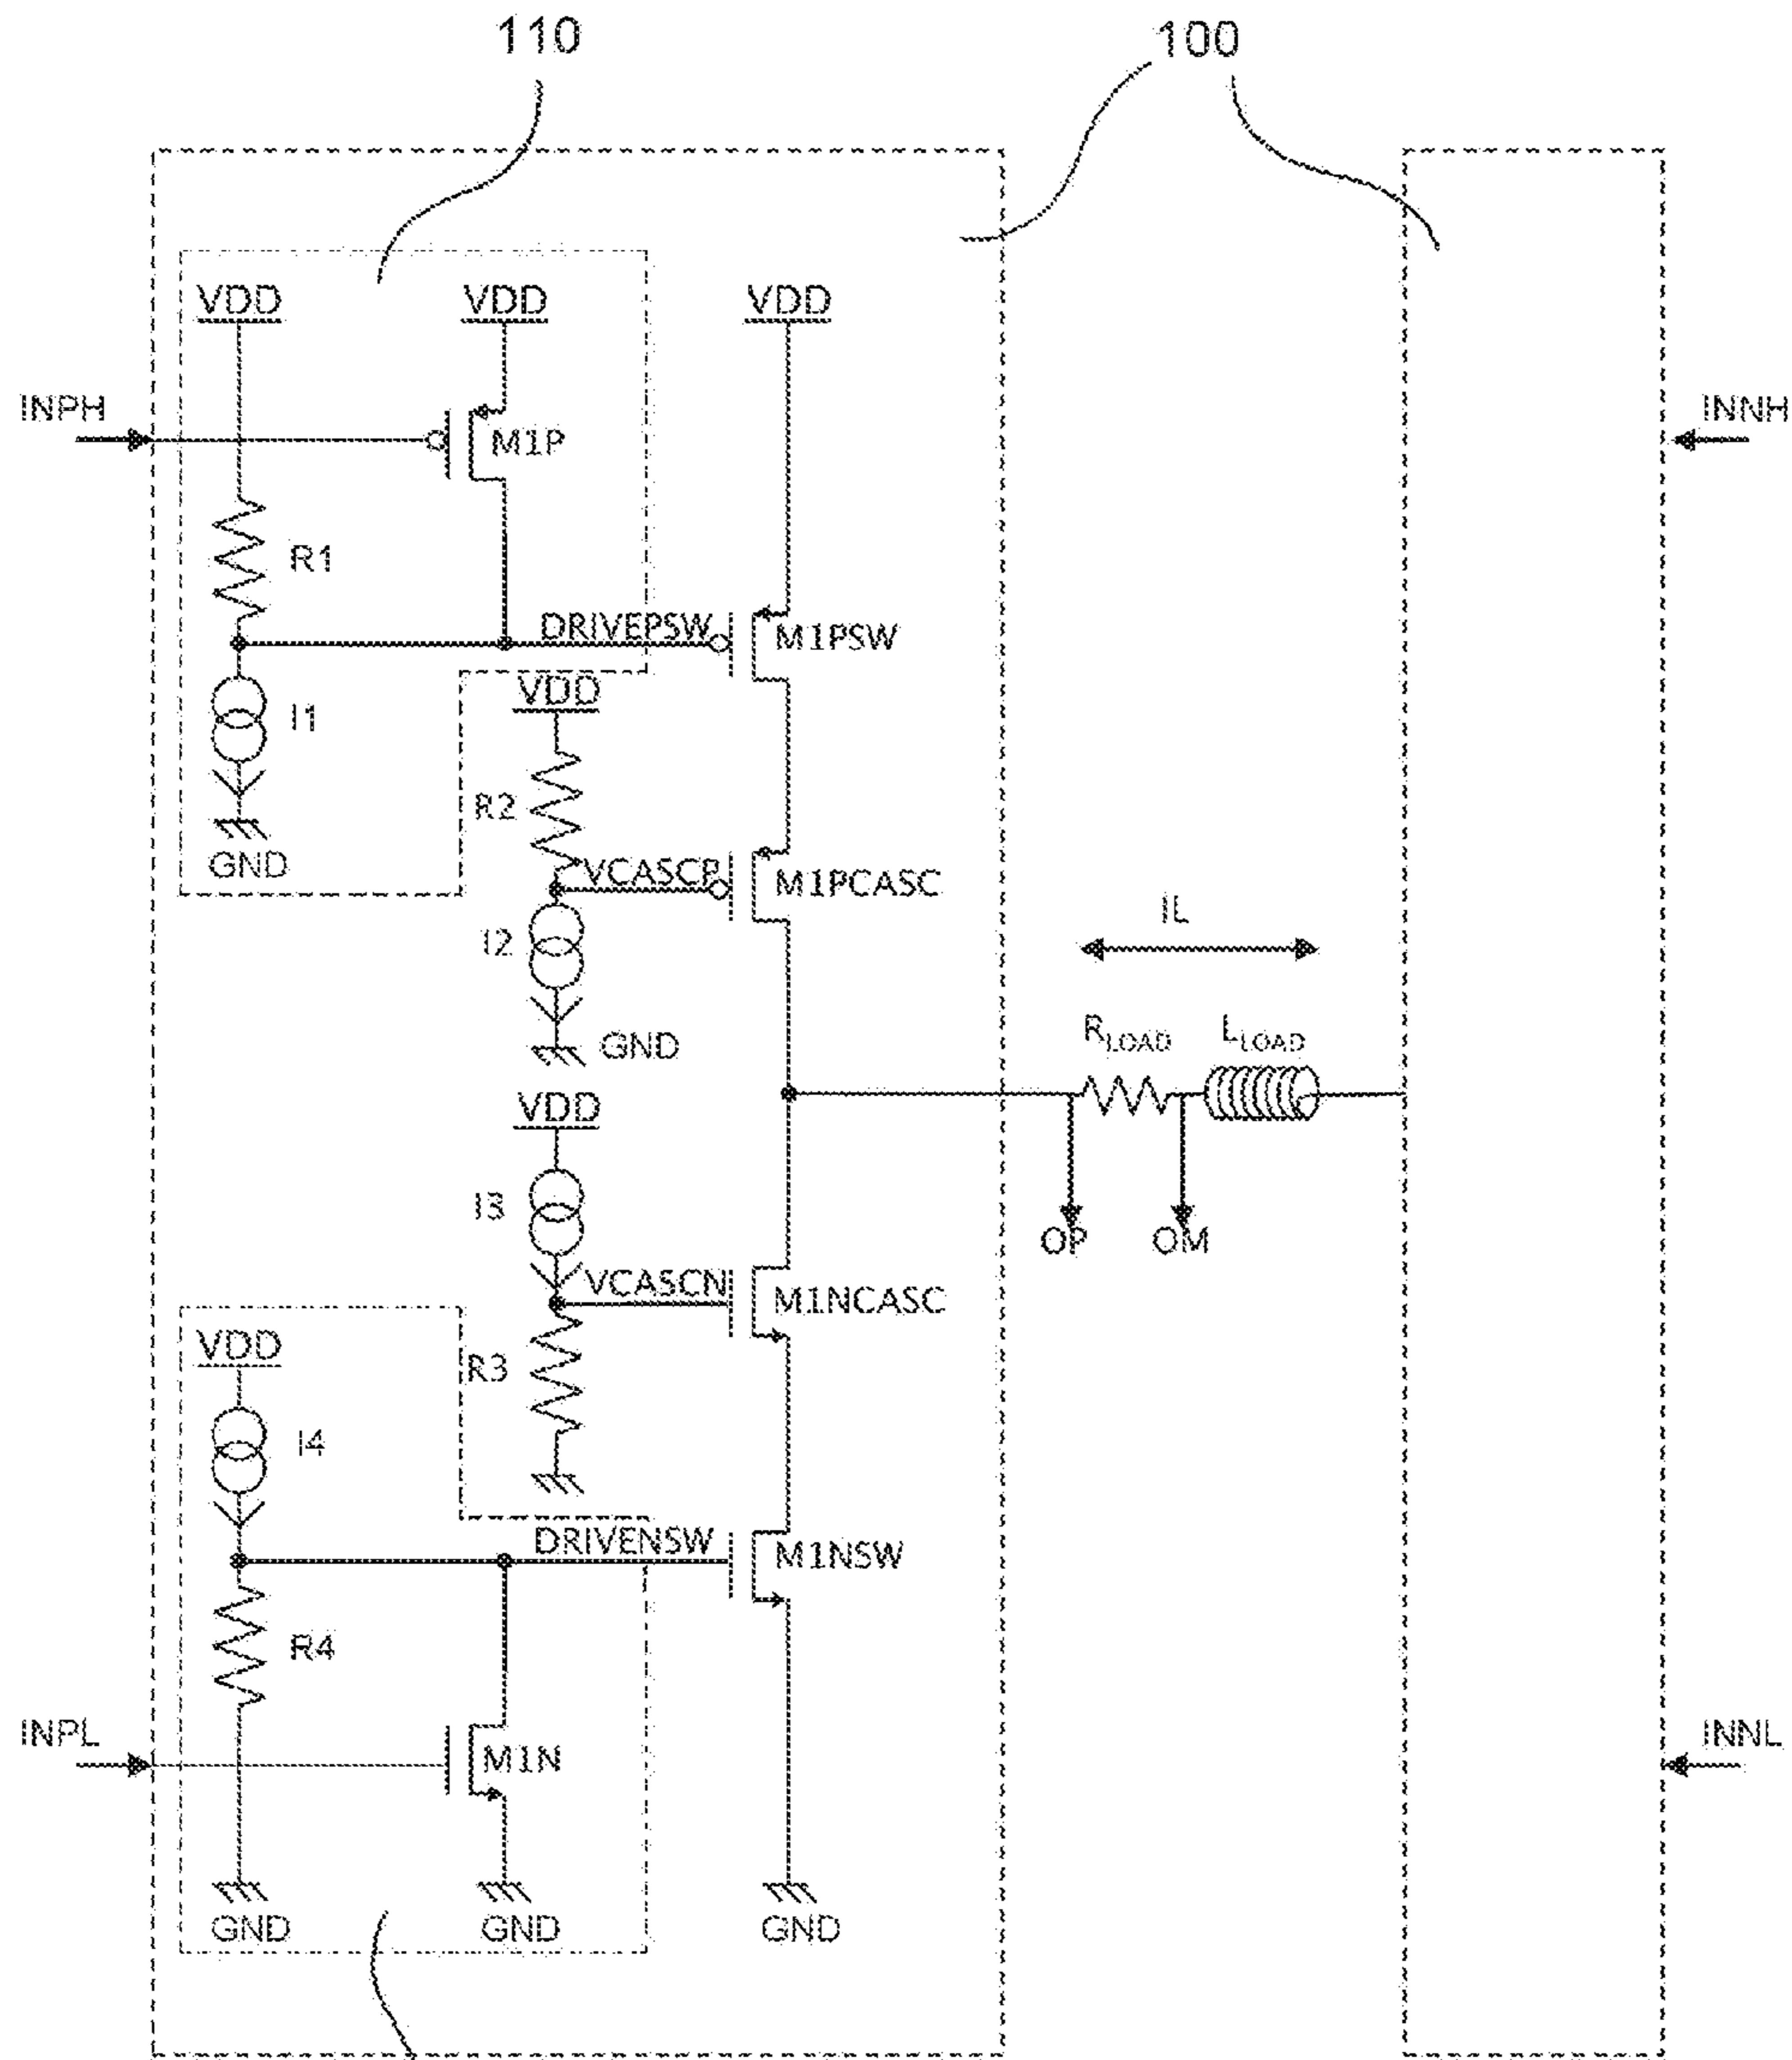 110
100
VDD
VDD
VDD
INPH
M1P
INNH
R1
DRIVEPSW
M1PSW
VDD
I1
R2
GND
VCASCP
M1PCASC
IL
I2
GND
RLOAD
LLOAD
VDD
I3
OP
OM
VCASCN
M1NCASC
VDD
R3
I4
DRIVENSW
M1NSW
R4
INPL
M1N
INNL
GND
GND
GND